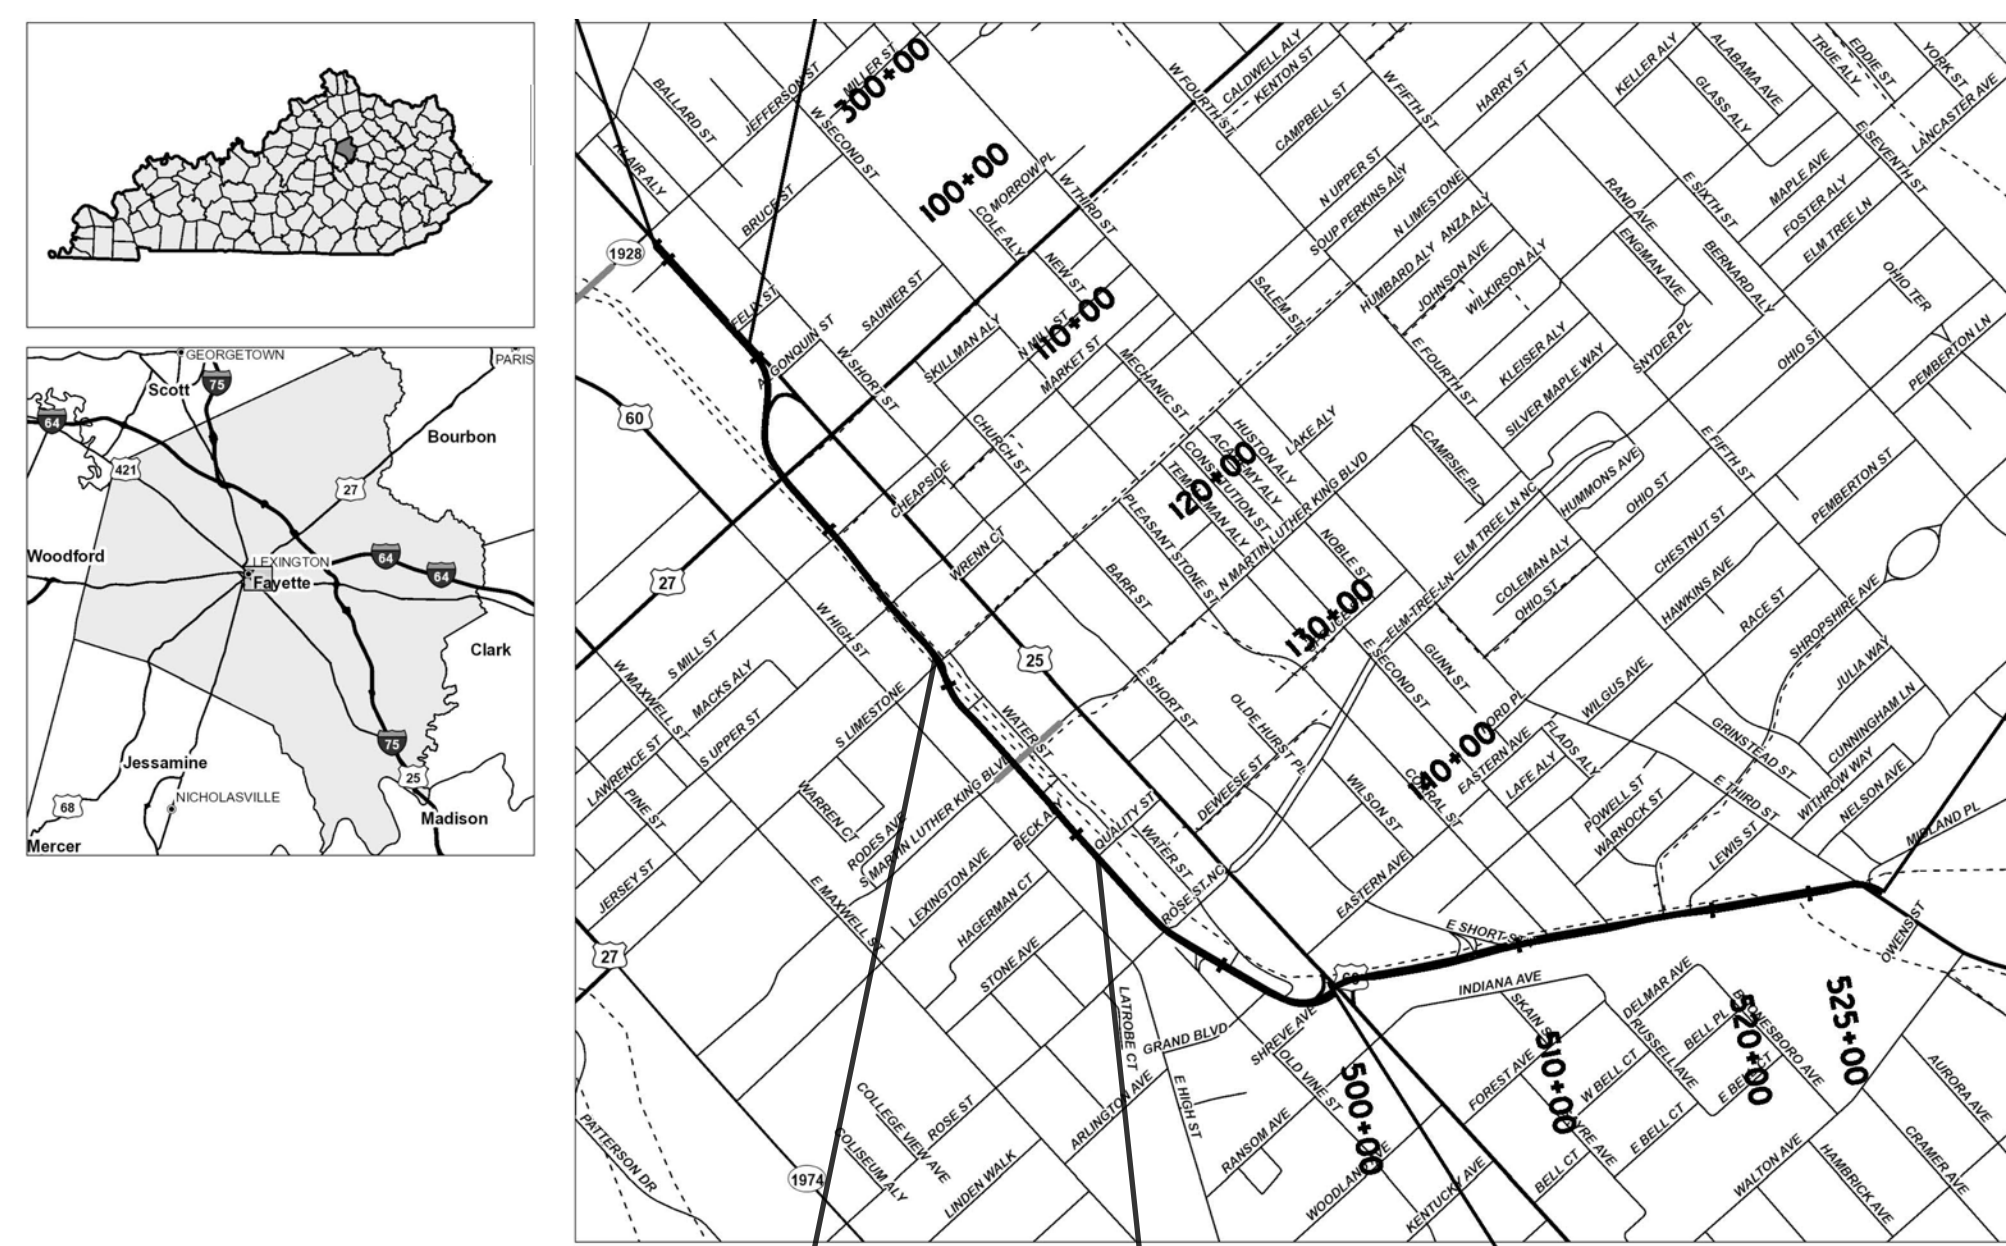 GEORGETOWN
PARIS
75
Scott
64
Bourbon
421
27
Woodford
LEXINGTON
Fayette
64
64
Clark
75
25
Jessamine
NICHOLASVILLE
68
Madison
Mercer
300+00
100+00
110+00
120+00
130+00
140+00
500+00
510+00
520+00
525+00
BALLARD ST
JEFFERSON ST
MILLER ST
W SECOND ST
BRUCE ST
1928
MORROW PL
COLE ALY
W THIRD ST
W FOURTH ST
CALDWELL ALY
KENTON ST
CAMPBELL ST
W FIFTH ST
HARRY ST
KELLER ALY
ALABAMA AVE
GLASS ALY
TRUE ALY
EDDIE ST
YORK ST
LANCASTER AVE
E SEVENTH ST
E SIXTH ST
MAPLE AVE
FOSTER ALY
ELM TREE LN
N UPPER ST
SOUP PERKINS ALY
N LIMESTONE
ANZA ALY
HUMBARD ALY
JOHNSON AVE
WILKIRSON ALY
RAND AVE
ENGMAN AVE
BERNARD ALY
OHIO TER
SALEM ST
NEW ST
N MILL ST
MARKET ST
MECHANIC ST
SAUNIER ST
SKILLMAN ALY
W SHORT ST
ALGONQUIN ST
60
CHURCH ST
CHEAPSIDE
27
E FOURTH ST
KLEISER ALY
SILVER MAPLE WAY
SNYDER PL
OHIO ST
PEMBERTON LN
HUSTON ALY
LAKE ALY
ACADEMY ALY
CONSTITUTION ST
N MARTIN LUTHER KING BLVD
CAMPSIE PL
E FIFTH ST
PEMBERTON ST
HUMMONS AVE
OHIO ST
ELM TREE LN NC
CHESTNUT ST
COLEMAN ALY
OHIO ST
HAWKINS AVE
RACE ST
SHROPSHIRE AVE
JULIA WAY
CUNNINGHAM LN
PLEASANT STONE ST
NOBLE ST
BARR ST
WRENN CT
W HIGH ST
S MILL ST
MACKS ALY
W MAXWELL ST
S UPPER ST
S LIMESTONE
LAWRENCE ST
PINE ST
25
WATER ST
E SHORT ST
ELM TREE LN
E SECOND ST
GUNN ST
WILGUS AVE
OLDE HURST PL
DEWEESE ST
WILSON ST
EASTERN AVE
LAFE ALY
FLADS ALY
GRINSTEAD ST
E THIRD ST
WITHROW WAY
NELSON AVE
POWELL ST
WARNOCK ST
LEWIS ST
MIDLAND PL
OWENS ST
WARREN CT
RODES AVE
S MARTIN LUTHER KING BLVD
QUALITY ST
WATER ST
ROSE ST NC
JERSEY ST
E MAXWELL ST
LEXINGTON AVE
HAGERMAN CT
STONE AVE
27
EASTERN AVE
E SHORT ST
INDIANA AVE
LATROBE CT
GRAND BLVD
SHREVE AVE
OLD VINE ST
E HIGH ST
ARLINGTON AVE
RANSOM AVE
COLLEGE VIEW AVE
ROSE ST
COLISEUM ALY
LINDEN WALK
1974
PATTERSON DR
KENTUCKY AVE
FOREST AVE
W BELL CT
BELL CT
E BELL CT
DELMAR AVE
RUSSELL AVE
BELL PL
WALTON AVE
HAMBRICK AVE
CRAMER AVE
AURORA AVE